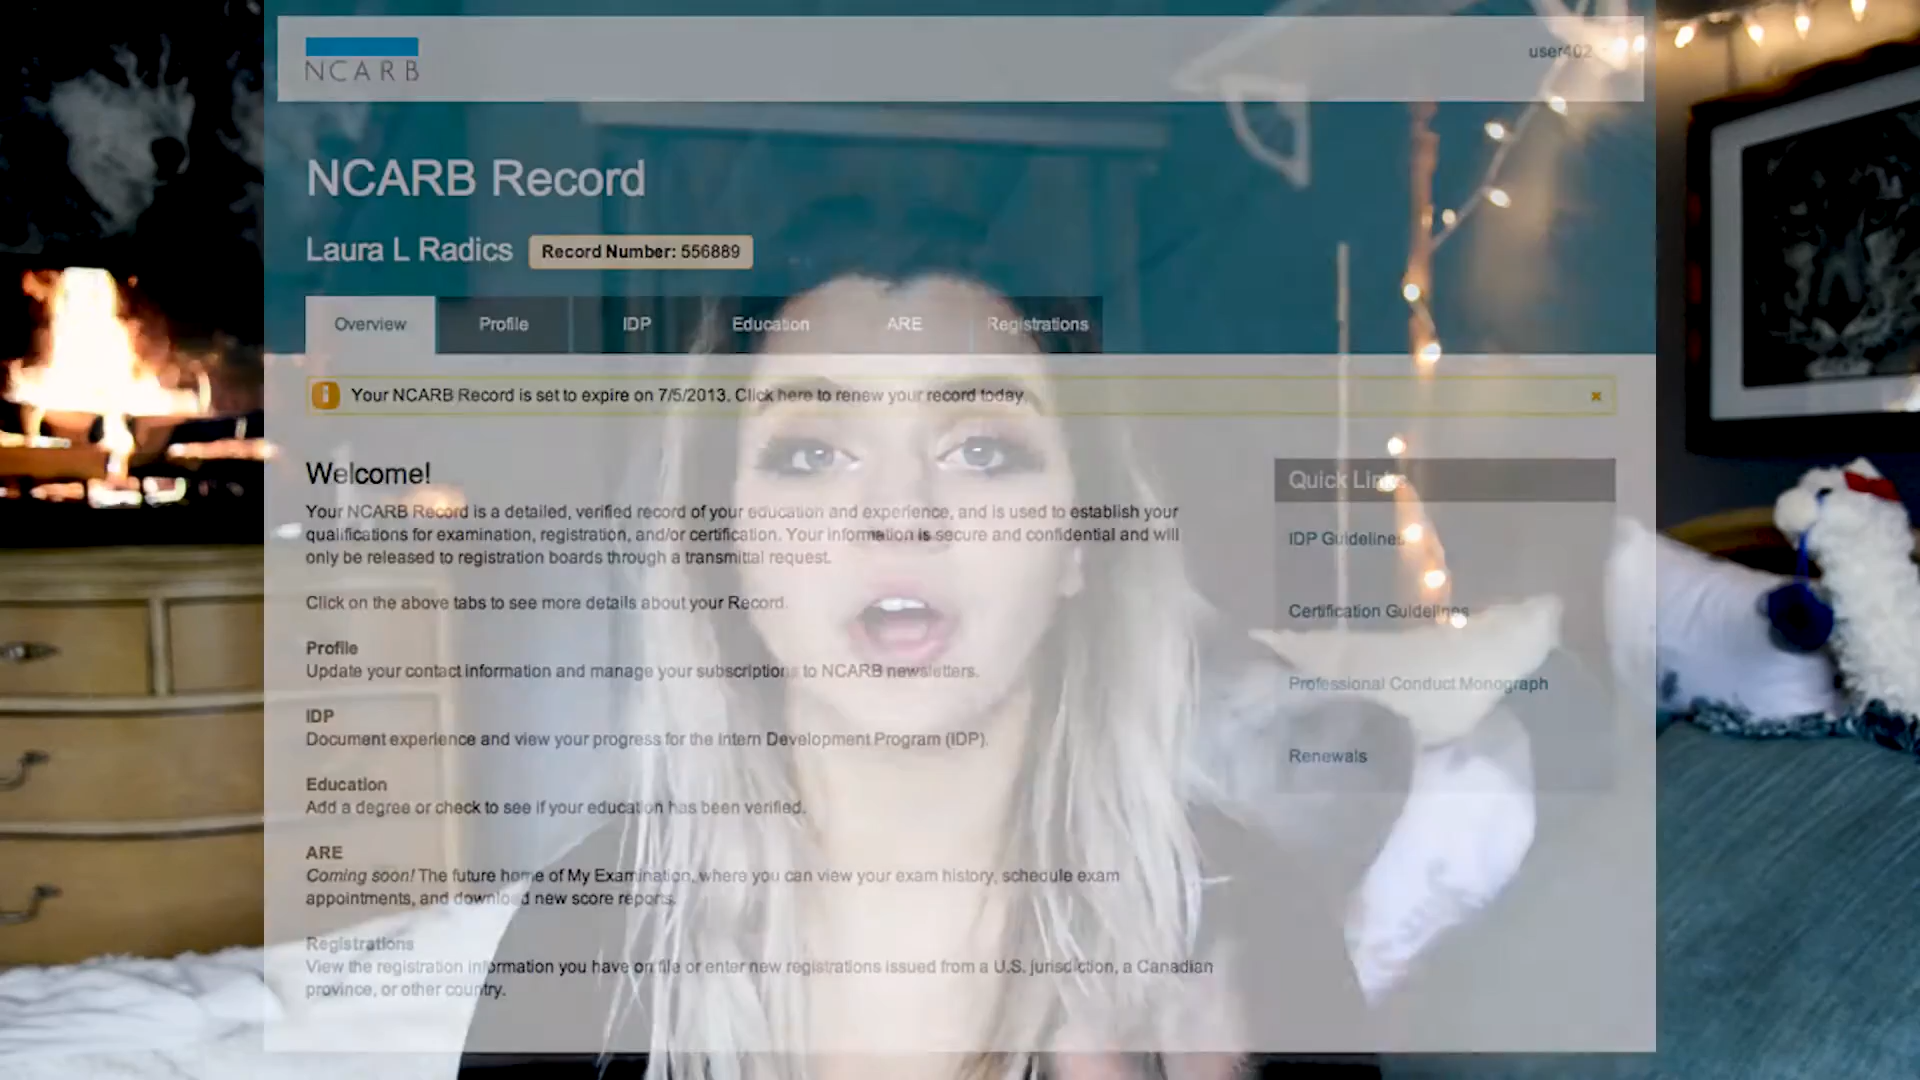 NCARB
user402
NCARB Record
Laura L Radics
Record Number: 556889
Overview
Profile
IDP
Education
ARE
Registrations
Your NCARB Record is set to expire on 7/5/2013. Click here to renew your record today.
Welcome!
Your NCARB Record is a detailed, verified record of your education and experience, and is used to establish your
qualifications for examination, registration, and/or certification. Your information is secure and confidential and will
only be released to registration boards through a transmittal request.
Click on the above tabs to see more details about your Record.
Profile
Update your contact information and manage your subscriptions to NCARB newsletters.
IDP
Document experience and view your progress for the Intern Development Program (IDP).
Education
Add a degree or check to see if your education has been verified.
ARE
Coming soon! The future home of My Examination, where you can view your exam history, schedule exam
appointments, and download new score reports.
Registrations
View the registration information you have on file or enter new registrations issued from a U.S. jurisdiction, a Canadian
province, or other country.
Quick Links
IDP Guidelines
Certification Guidelines
Professional Conduct Monograph
Renewals